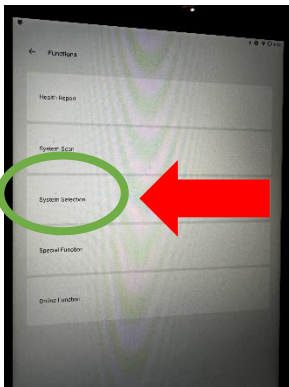 ← Functions
Health Report
System Scan
System Selection
Special Function
Online Function